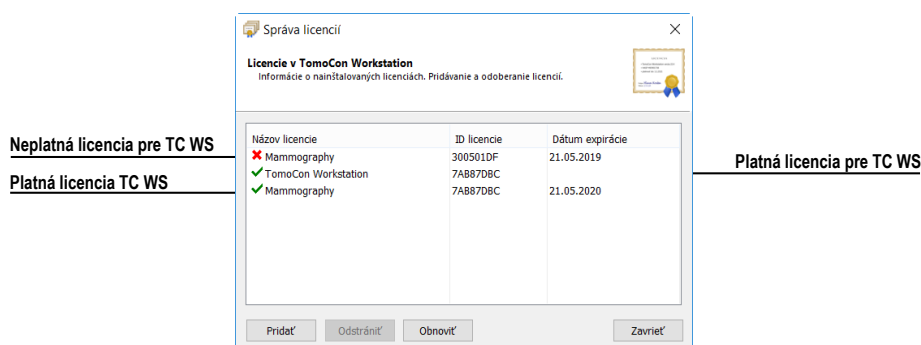 Správa licencií
Licencie v TomoCon Workstation
Informácie o nainštalovaných licenciách. Pridávanie a odoberanie licencií.
Neplatná licencia pre TC WS
Platná licencia TC WS
Názov licencie ID licencie Dátum expirácie
Mammography 300501DF 21.05.2019
TomoCon Workstation 7AB87DBC
Mammography 7AB87DBC 21.05.2020
Platná licencia pre TC WS
Pridať Odstrániť Obnoviť Zavrieť